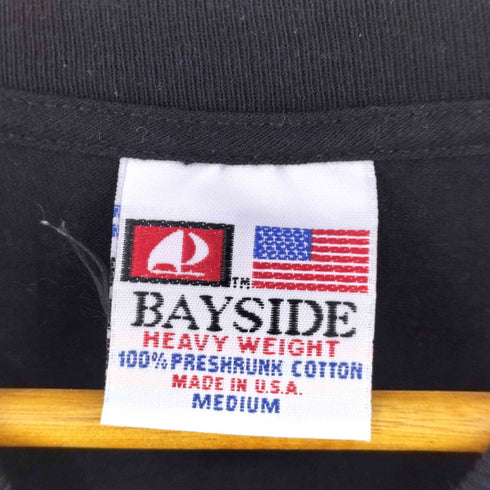 TM
BAYSIDE
HEAVY WEIGHT
100% PRESHRUNK COTTON
MADE IN U.S.A.
MEDIUM